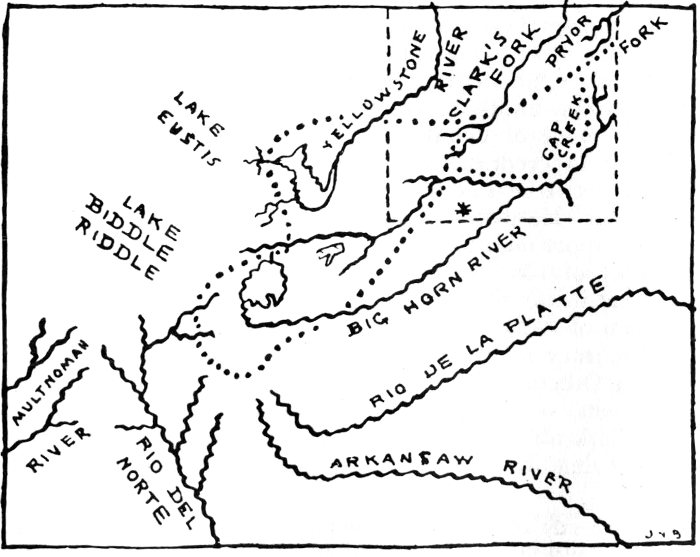 YELLOWSTONE
RIVER
CLARK'S
FORK
PRYOR
FORK
GAP
CREEK
LAKE
EUSTIS
LAKE
BIDDLE
RIDDLE
BIG HORN RIVER
RIO DE LA PLATTE
MULTNOMAH
RIVER
RIO DEL
NORTE
ARKANSAW RIVER
JVB